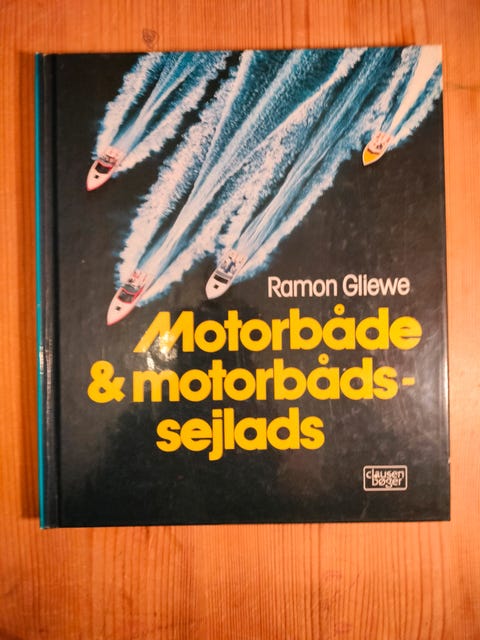 Ramon Gliewe
Motorbåde
& motorbåds-
sejlads
clausen
bøger